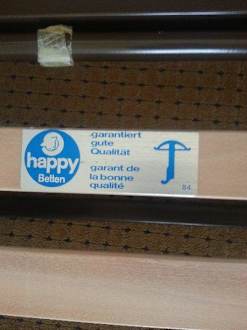 happy
Betten
garantiert
gute
Qualität
garant de
la bonne
qualité
84